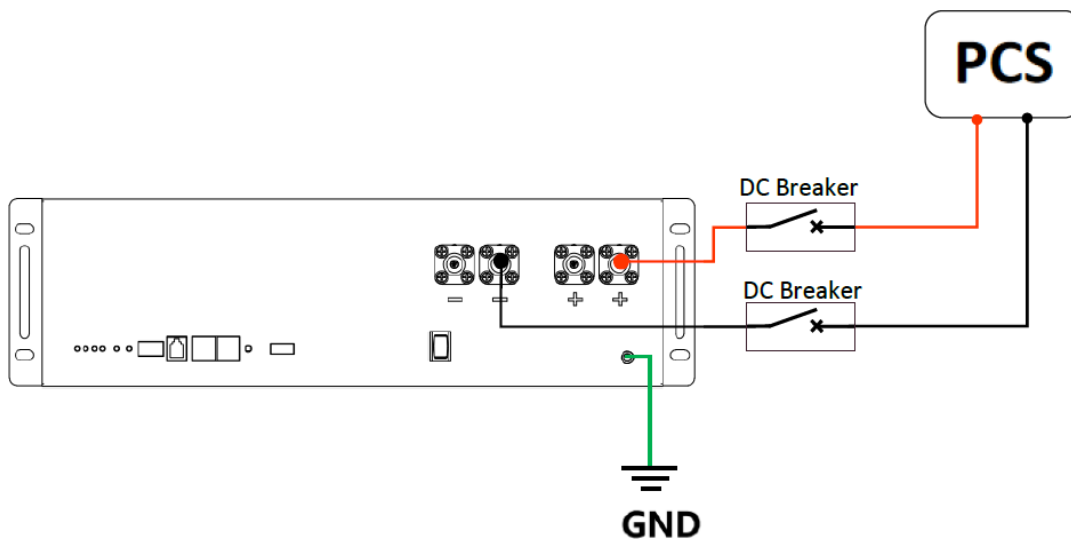 PCS
DC Breaker
DC Breaker
− − + +
GND